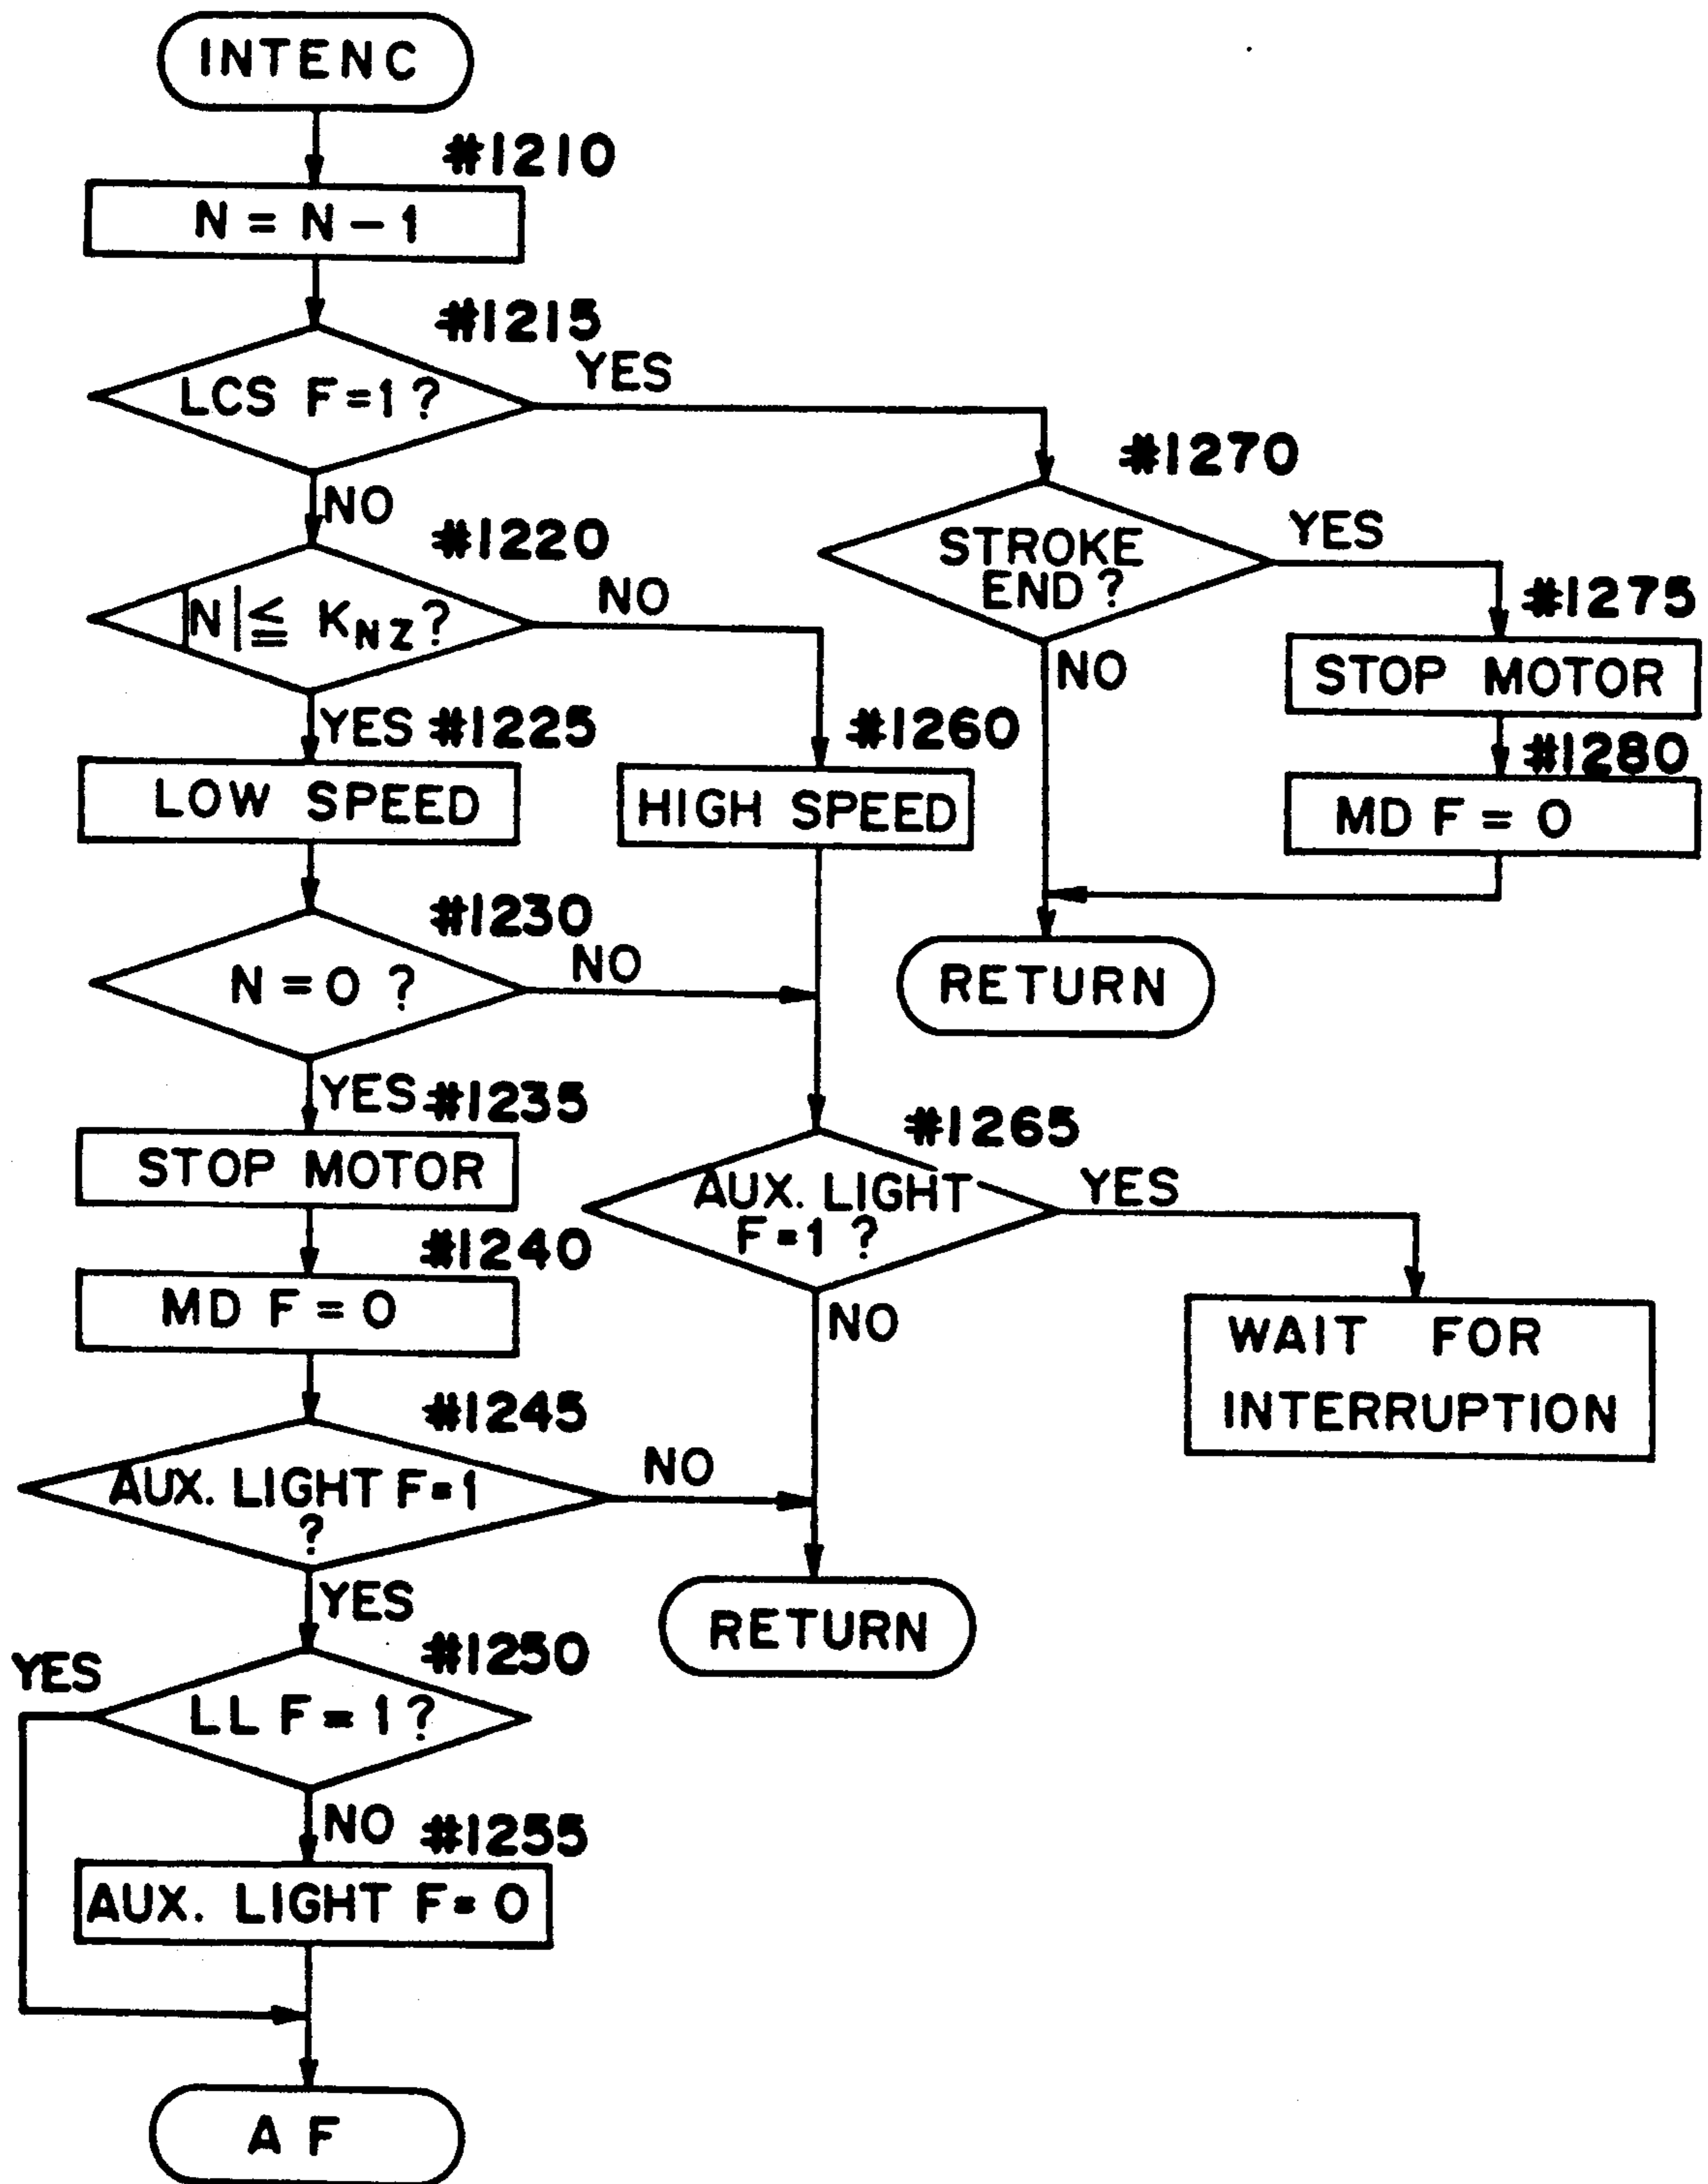 INTENC
#1210
N = N - 1
#1215
LCS F=1 ?
YES
NO
#1270
STROKE
END ?
YES
NO
#1275
STOP MOTOR
#1280
MD F = 0
RETURN
#1220
|N| ≦ KNZ ?
NO
YES
#1225
LOW SPEED
#1260
HIGH SPEED
#1230
N = 0 ?
NO
YES
#1235
STOP MOTOR
#1240
MD F = 0
#1265
AUX. LIGHT
F=1 ?
YES
NO
WAIT FOR
INTERRUPTION
#1245
AUX. LIGHT F=1
?
NO
YES
RETURN
#1250
LL F = 1 ?
YES
NO
#1255
AUX. LIGHT F = 0
A F